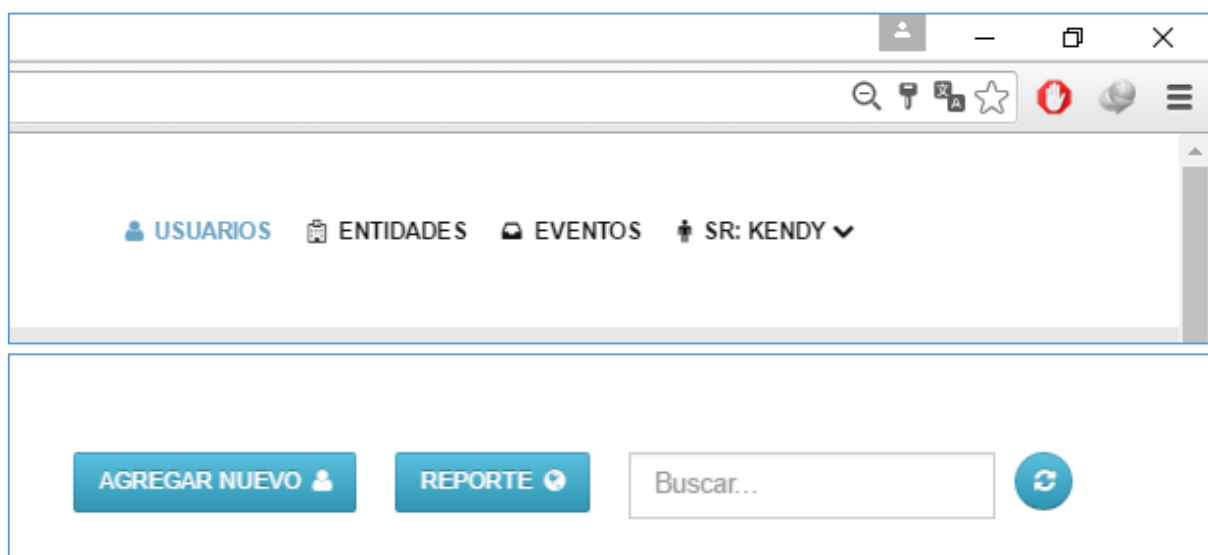 USUARIOS ENTIDADES EVENTOS SR: KENDY
AGREGAR NUEVO REPORTE Buscar...